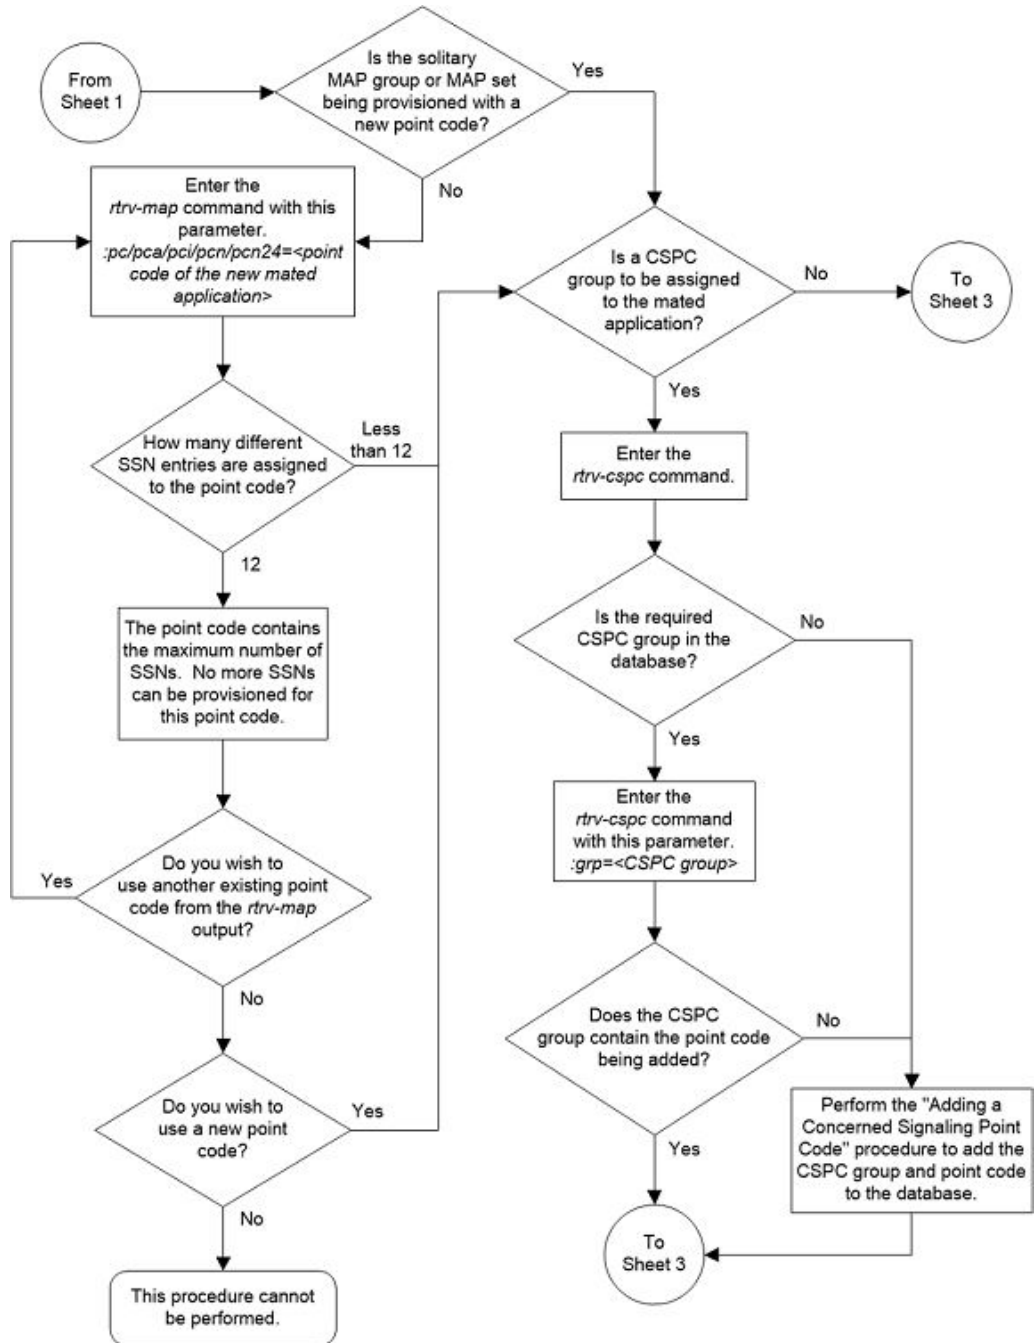 From
Sheet 1
Is the solitary
MAP group or MAP set
being provisioned with a
new point code?
Yes
No
Enter the
rtrv-map command with this
parameter.
:pc/pca/pci/pcn/pcn24=<point
code of the new mated
application>
Is a CSPC
group to be assigned
to the mated
application?
No
To
Sheet 3
Yes
How many different
SSN entries are assigned
to the point code?
Less
than 12
12
Enter the
rtrv-cspc command.
The point code contains
the maximum number of
SSNs. No more SSNs
can be provisioned for
this point code.
Is the required
CSPC group in the
database?
No
Yes
Enter the
rtrv-cspc command
with this parameter.
:grp=<CSPC group>
Do you wish to
use another existing point
code from the rtrv-map
output?
Yes
No
Does the CSPC
group contain the point code
being added?
No
Yes
Do you wish to
use a new point
code?
Yes
No
Perform the "Adding a
Concerned Signaling Point
Code" procedure to add the
CSPC group and point code
to the database.
To
Sheet 3
This procedure cannot
be performed.